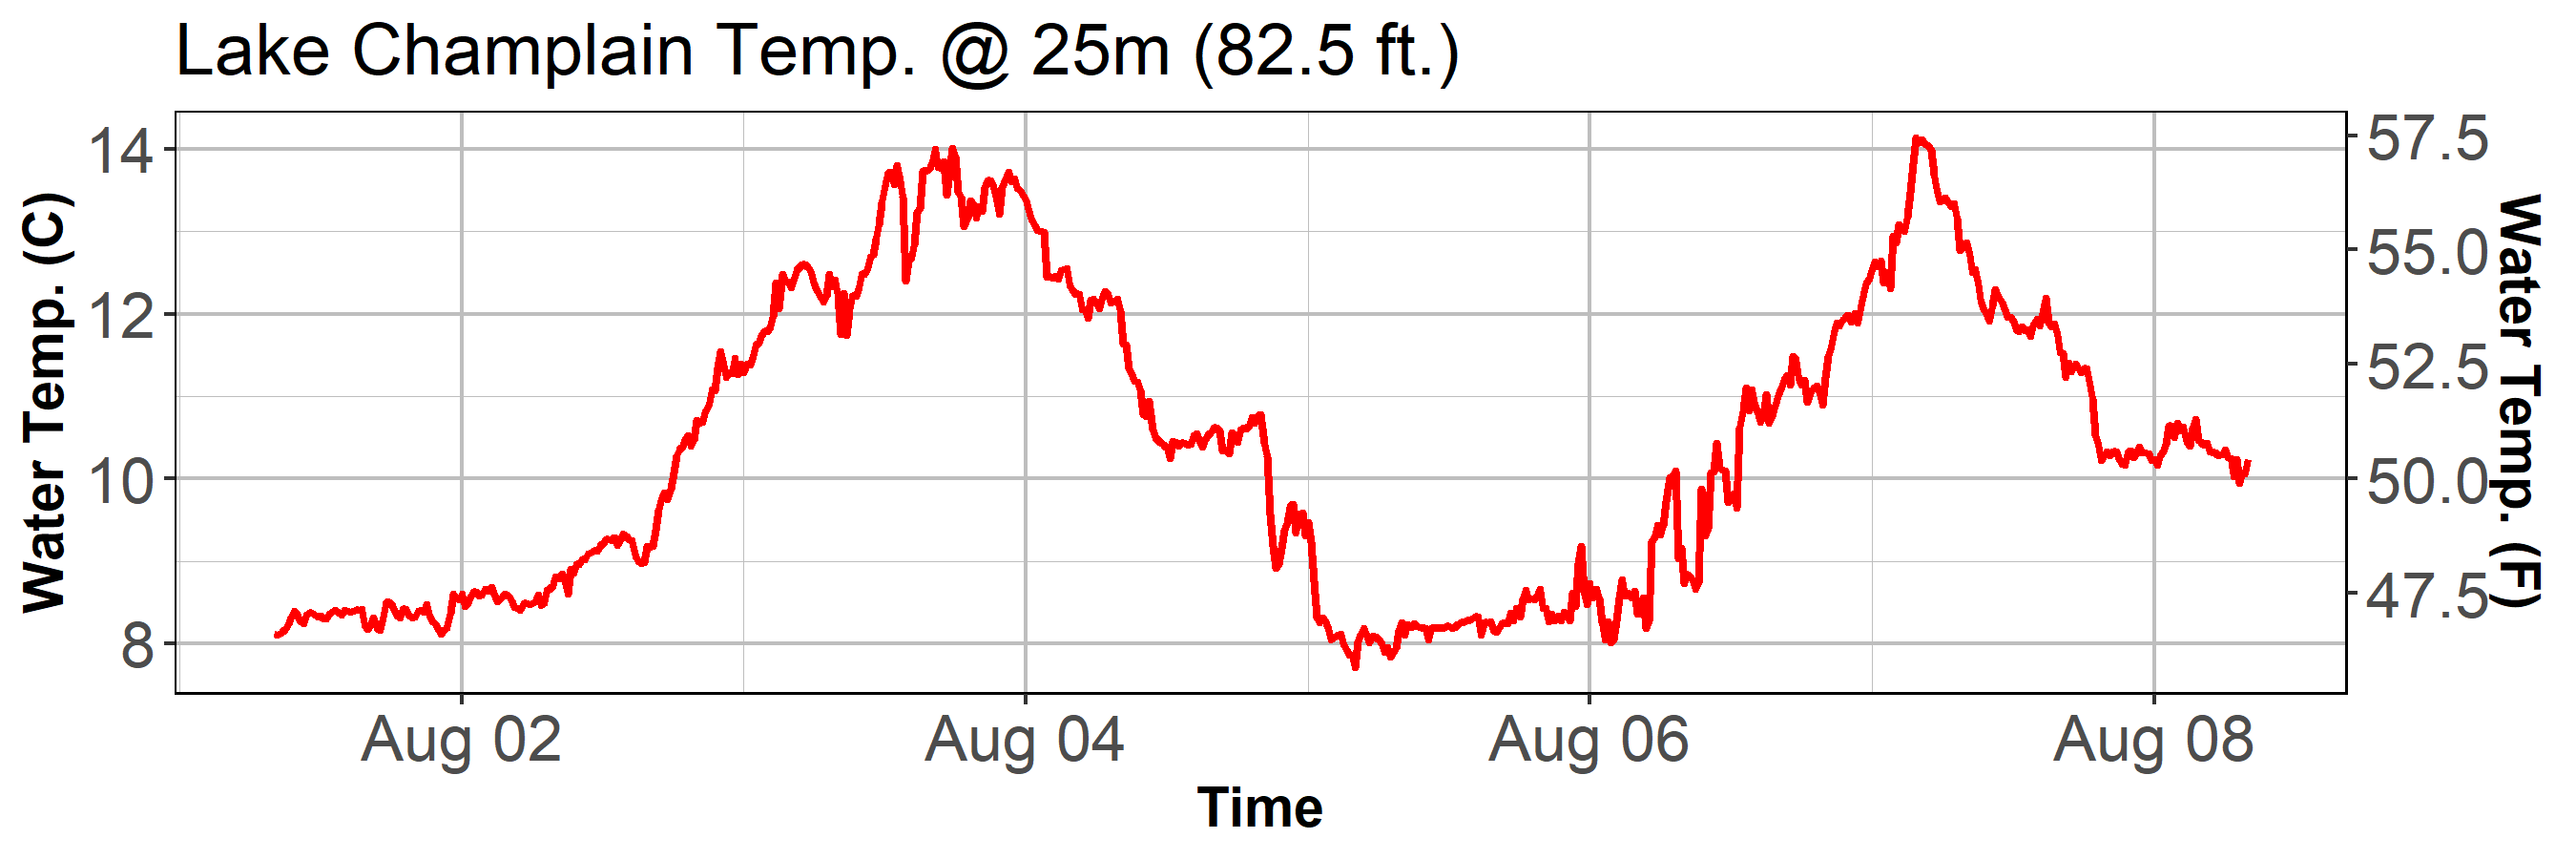 Lake Champlain Temp. @ 25m (82.5 ft.)
Water Temp. (C)
14
12
10
8
57.5
55.0
52.5
50.0
47.5
Water Temp. (F)
Aug 02 Aug 04 Aug 06 Aug 08
Time